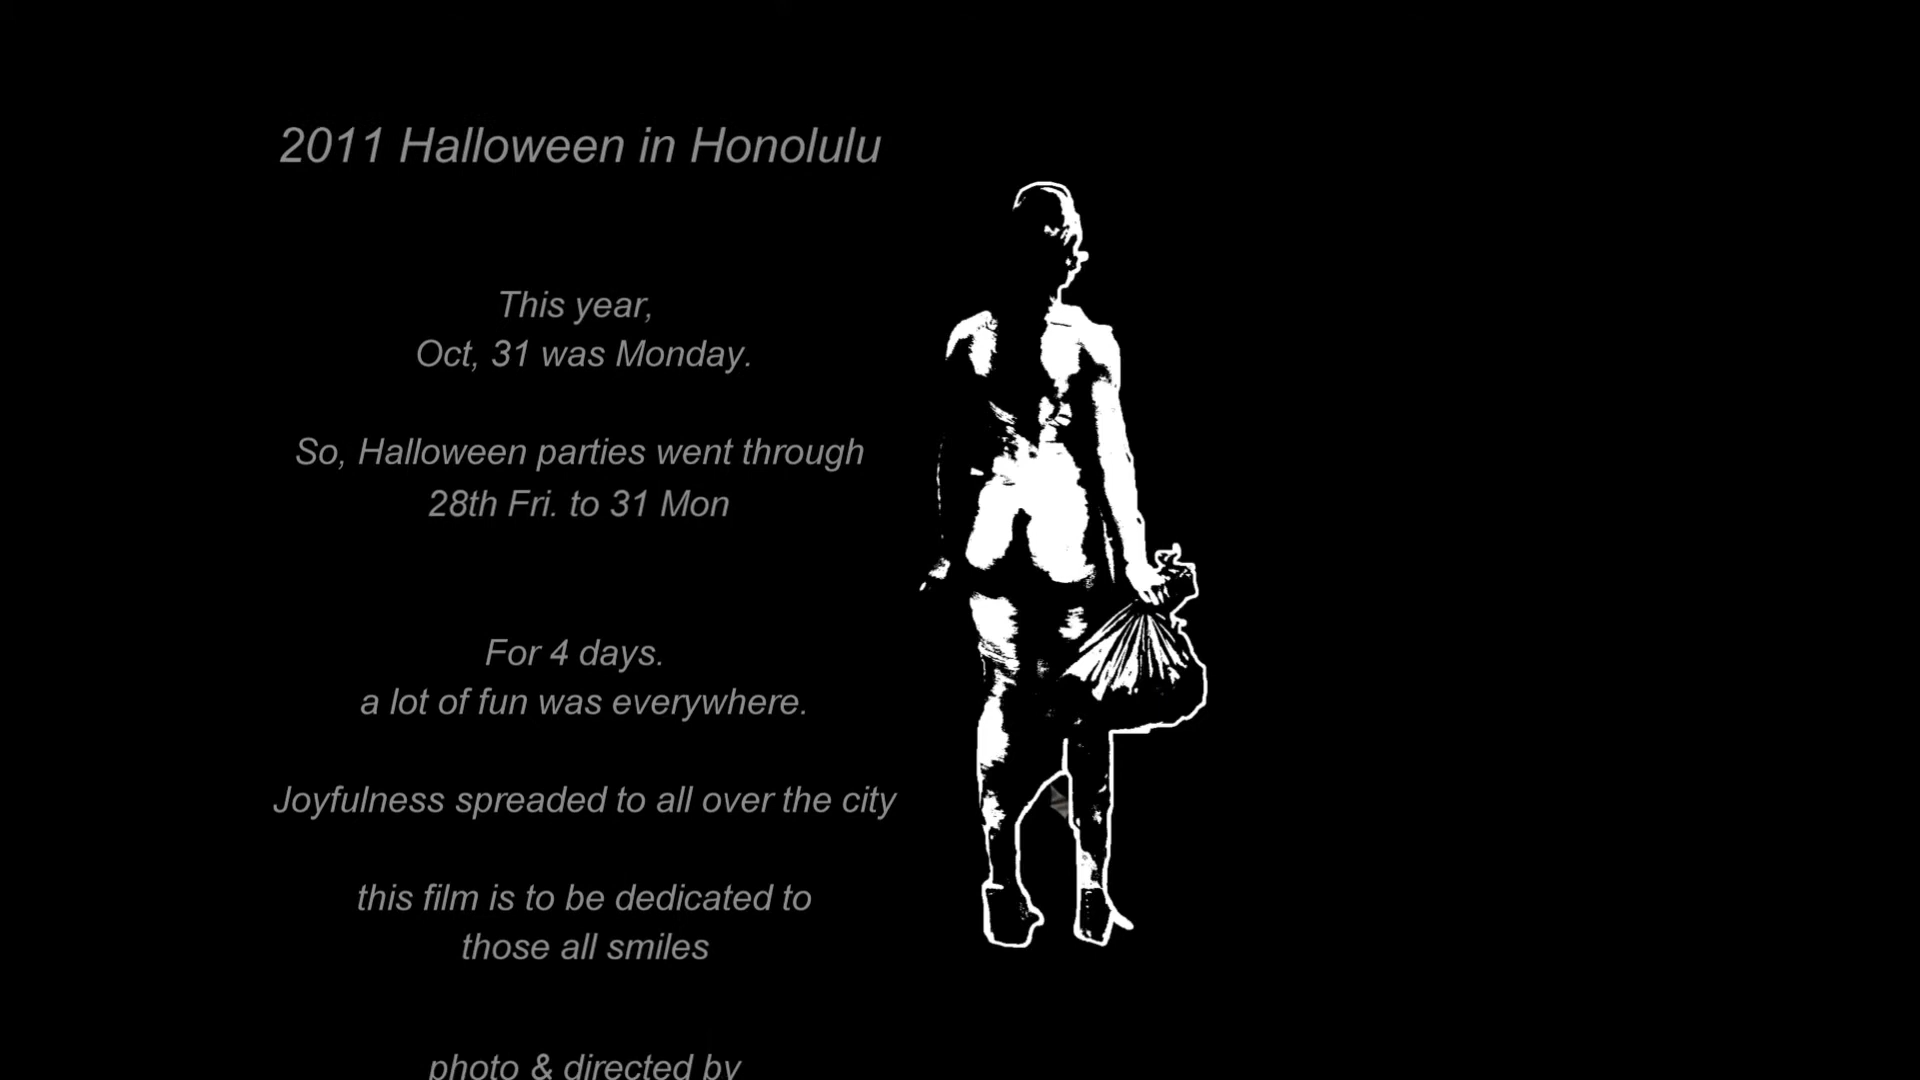 2011 Halloween in Honolulu
This year,
Oct, 31 was Monday.
So, Halloween parties went through
28th Fri. to 31 Mon
For 4 days.
a lot of fun was everywhere.
Joyfulness spreaded to all over the city
this film is to be dedicated to
those all smiles
photo & directed by